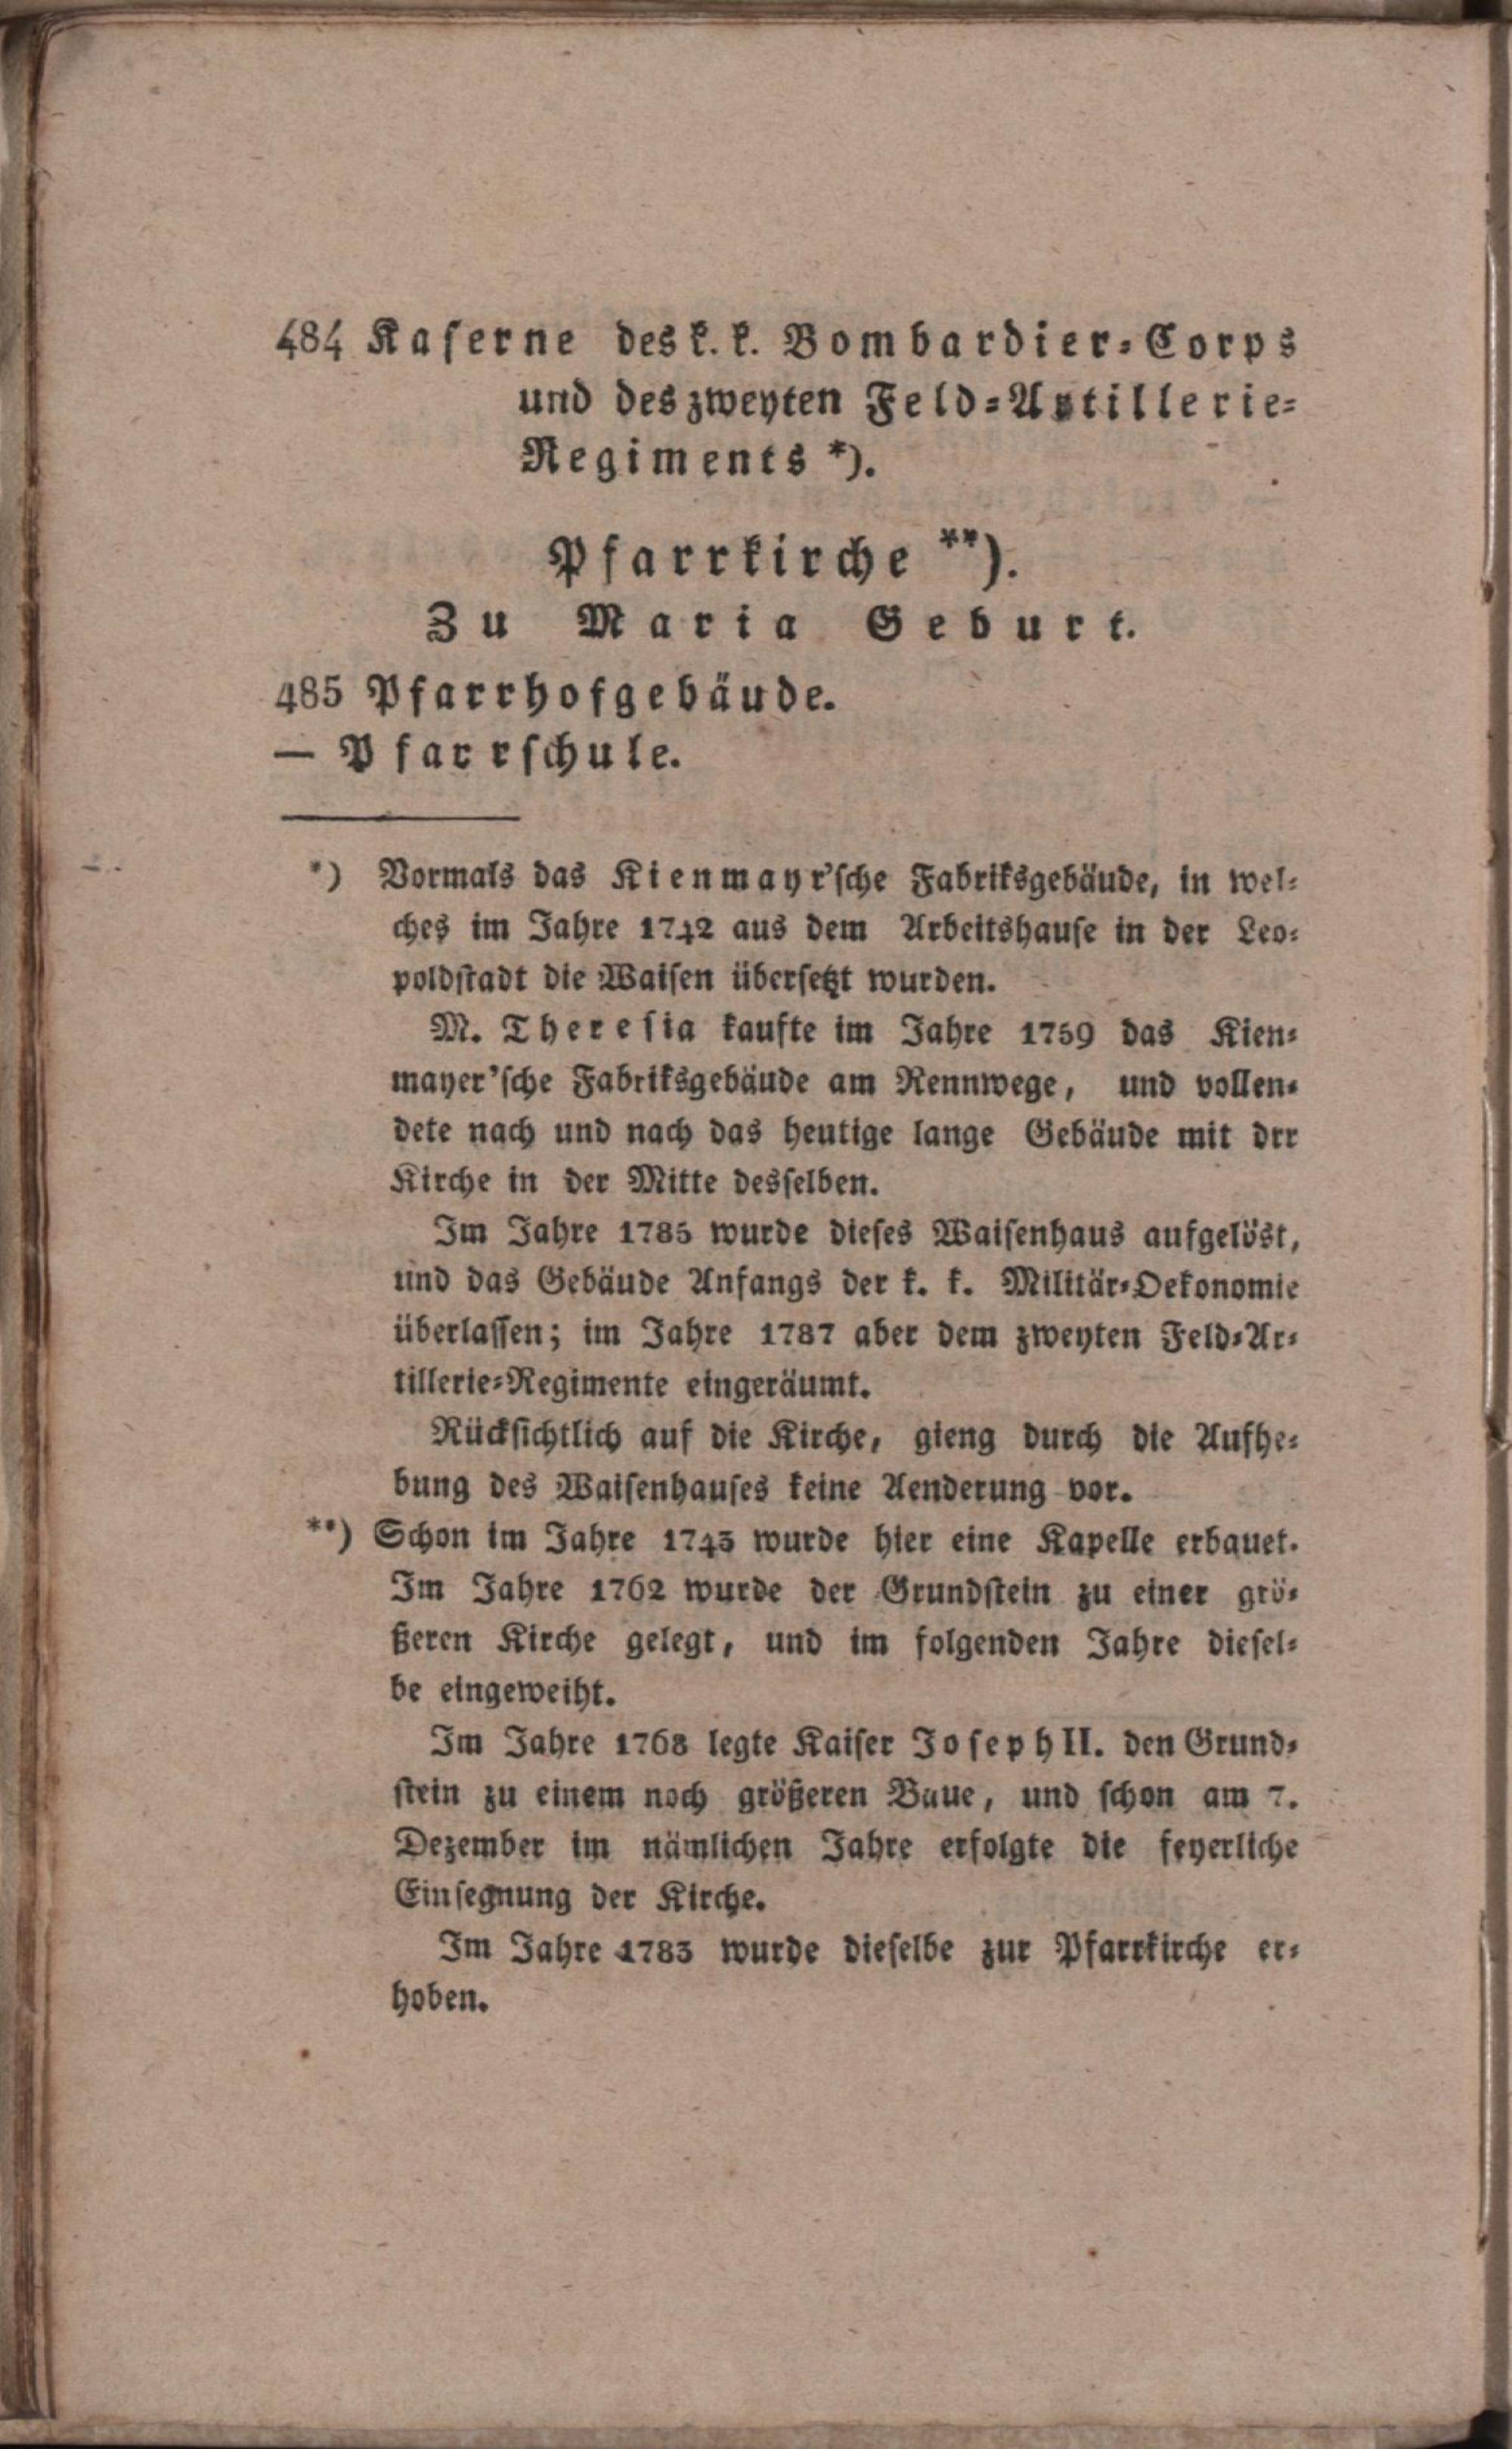 484 Kaserne des k. k. Bombardier-Corps
und des zweyten Feld-Artillerie-
Regiments *).
Pfarrkirche **).
Zu Maria Geburt.
485 Pfarrhofgebäude.
— Pfarrschule.
*) Vormals das Kienmayr'sche Fabriksgebäude, in wel-
ches im Jahre 1742 aus dem Arbeitshause in der Leo-
poldstadt die Waisen übersetzt wurden.
M. Theresia kaufte im Jahre 1759 das Kien-
mayer'sche Fabriksgebäude am Rennwege, und vollen-
dete nach und nach das heutige lange Gebäude mit drr
Kirche in der Mitte desselben.
Im Jahre 1785 wurde dieses Waisenhaus aufgelöst,
und das Gebäude Anfangs der k. k. Militär-Oekonomie
überlassen; im Jahre 1787 aber dem zweyten Feld-Ar-
tillerie-Regimente eingeräumt.
Rücksichtlich auf die Kirche, gieng durch die Aufhe-
bung des Waisenhauses keine Aenderung vor.
**) Schon im Jahre 1743 wurde hier eine Kapelle erbauet.
Im Jahre 1762 wurde der Grundstein zu einer grö-
ßeren Kirche gelegt, und im folgenden Jahre diesel-
be eingeweiht.
Im Jahre 1768 legte Kaiser Joseph II. den Grund-
stein zu einem noch größeren Baue, und schon am 7.
Dezember im nämlichen Jahre erfolgte die feyerliche
Einsegnung der Kirche.
Im Jahre 1783 wurde dieselbe zur Pfarrkirche er-
hoben.